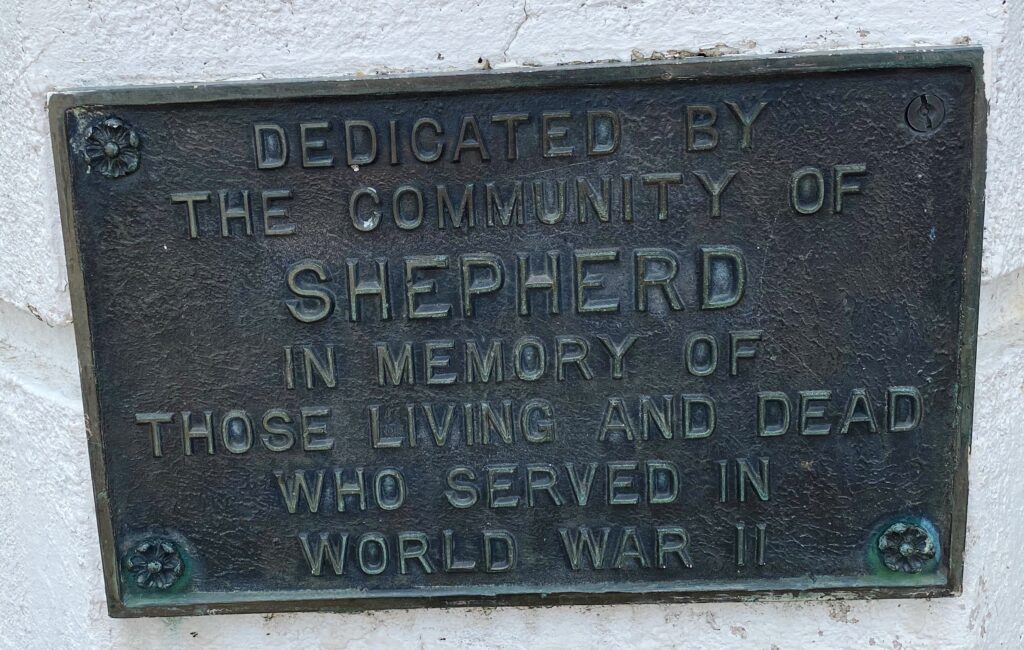 DEDICATED BY
THE COMMUNITY OF
SHEPHERD
IN MEMORY OF
THOSE LIVING AND DEAD
WHO SERVED IN
WORLD WAR II